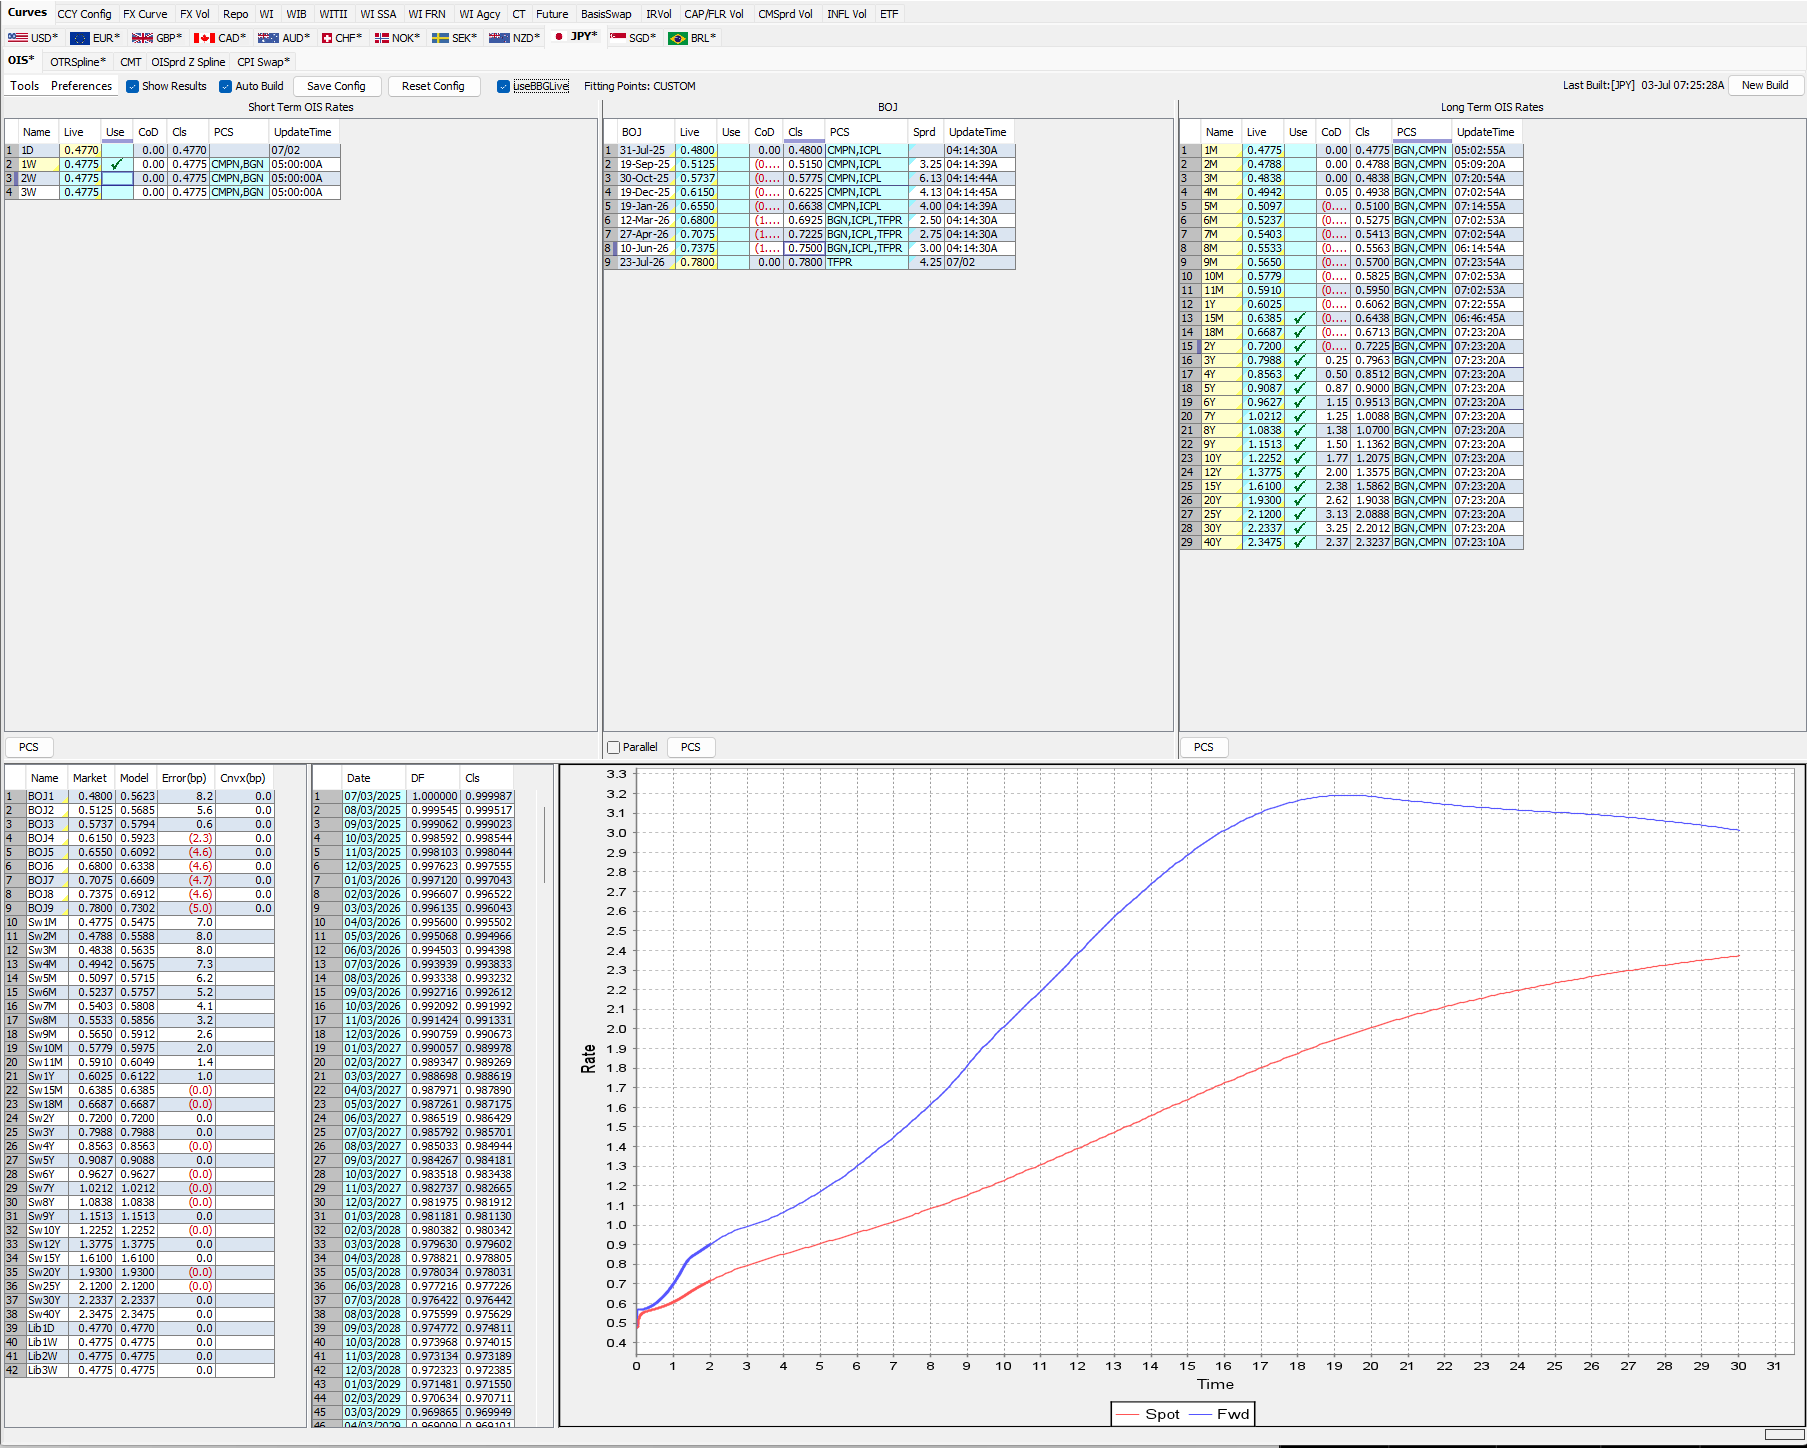 Curves CCY Config FX Curve FX Vol Repo WI WIB WITII WI SSA WI FRN WI Agcy CT Future BasisSwap IRVol CAP/FLR Vol CMSprd Vol INFL Vol ETF
USD* EUR* GBP* CAD* AUD* CHF* NOK* SEK* NZD* JPY* SGD* BRL*
OIS* OTRSpline* CMT OISprd Z Spline CPI Swap*
Tools Preferences Show Results Auto Build Save Config Reset Config useBBGLive Fitting Points: CUSTOM Last Built:[JPY] 03-Jul 07:25:28A New Build
Short Term OIS Rates
Name Live Use CoD Cls PCS UpdateTime
1 1D 0.4770 0.00 0.4770 07/02
2 1W 0.4775 0.00 0.4775 CMPN,BGN 05:00:00A
3 2W 0.4775 0.00 0.4775 CMPN,BGN 05:00:00A
4 3W 0.4775 0.00 0.4775 CMPN,BGN 05:00:00A
PCS
BOJ
BOJ Live Use CoD Cls PCS Sprd UpdateTime
1 31-Jul-25 0.4800 0.00 0.4800 CMPN,ICPL 04:14:30A
2 19-Sep-25 0.5125 (0.... 0.5150 CMPN,ICPL 3.25 04:14:39A
3 30-Oct-25 0.5737 (0.... 0.5775 CMPN,ICPL 6.13 04:14:44A
4 19-Dec-25 0.6150 (0.... 0.6225 CMPN,ICPL 4.13 04:14:45A
5 19-Jan-26 0.6550 (0.... 0.6638 CMPN,ICPL 4.00 04:14:39A
6 12-Mar-26 0.6800 (1.... 0.6925 BGN,ICPL,TFPR 2.50 04:14:30A
7 27-Apr-26 0.7075 (1.... 0.7225 BGN,ICPL,TFPR 2.75 04:14:30A
8 10-Jun-26 0.7375 (1.... 0.7500 BGN,ICPL,TFPR 3.00 04:14:30A
9 23-Jul-26 0.7800 0.00 0.7800 TFPR 4.25 07/02
Parallel PCS
Long Term OIS Rates
Name Live Use CoD Cls PCS UpdateTime
1 1M 0.4775 0.00 0.4775 BGN,CMPN 05:02:55A
2 2M 0.4788 0.00 0.4788 BGN,CMPN 05:09:20A
3 3M 0.4838 0.00 0.4838 BGN,CMPN 07:20:54A
4 4M 0.4942 0.05 0.4938 BGN,CMPN 07:02:54A
5 5M 0.5097 (0.... 0.5100 BGN,CMPN 07:14:55A
6 6M 0.5237 (0.... 0.5275 BGN,CMPN 07:02:53A
7 7M 0.5403 (0.... 0.5413 BGN,CMPN 07:02:54A
8 8M 0.5533 (0.... 0.5563 BGN,CMPN 06:14:54A
9 9M 0.5650 (0.... 0.5700 BGN,CMPN 07:23:54A
10 10M 0.5779 (0.... 0.5825 BGN,CMPN 07:02:53A
11 11M 0.5910 (0.... 0.5950 BGN,CMPN 07:02:53A
12 1Y 0.6025 (0.... 0.6062 BGN,CMPN 07:22:55A
13 15M 0.6385 (0.... 0.6438 BGN,CMPN 06:46:45A
14 18M 0.6687 (0.... 0.6713 BGN,CMPN 07:23:20A
15 2Y 0.7200 (0.... 0.7225 BGN,CMPN 07:23:20A
16 3Y 0.7988 0.25 0.7963 BGN,CMPN 07:23:20A
17 4Y 0.8563 0.50 0.8512 BGN,CMPN 07:23:20A
18 5Y 0.9087 0.87 0.9000 BGN,CMPN 07:23:20A
19 6Y 0.9627 1.15 0.9513 BGN,CMPN 07:23:20A
20 7Y 1.0212 1.25 1.0088 BGN,CMPN 07:23:20A
21 8Y 1.0838 1.38 1.0700 BGN,CMPN 07:23:20A
22 9Y 1.1513 1.50 1.1362 BGN,CMPN 07:23:20A
23 10Y 1.2252 1.77 1.2075 BGN,CMPN 07:23:20A
24 12Y 1.3775 2.00 1.3575 BGN,CMPN 07:23:20A
25 15Y 1.6100 2.38 1.5862 BGN,CMPN 07:23:20A
26 20Y 1.9300 2.62 1.9038 BGN,CMPN 07:23:20A
27 25Y 2.1200 3.13 2.0888 BGN,CMPN 07:23:20A
28 30Y 2.2337 3.25 2.2012 BGN,CMPN 07:23:20A
29 40Y 2.3475 2.37 2.3237 BGN,CMPN 07:23:10A
PCS
Name Market Model Error(bp) Cnvx(bp)
1 BOJ1 0.4800 0.5623 8.2 0.0
2 BOJ2 0.5125 0.5685 5.6 0.0
3 BOJ3 0.5737 0.5794 0.6 0.0
4 BOJ4 0.6150 0.5923 (2.3) 0.0
5 BOJ5 0.6550 0.6092 (4.6) 0.0
6 BOJ6 0.6800 0.6338 (4.6) 0.0
7 BOJ7 0.7075 0.6609 (4.7) 0.0
8 BOJ8 0.7375 0.6912 (4.6) 0.0
9 BOJ9 0.7800 0.7302 (5.0) 0.0
10 Sw1M 0.4775 0.5475 7.0
11 Sw2M 0.4788 0.5588 8.0
12 Sw3M 0.4838 0.5635 8.0
13 Sw4M 0.4942 0.5675 7.3
14 Sw5M 0.5097 0.5715 6.2
15 Sw6M 0.5237 0.5757 5.2
16 Sw7M 0.5403 0.5808 4.1
17 Sw8M 0.5533 0.5856 3.2
18 Sw9M 0.5650 0.5912 2.6
19 Sw10M 0.5779 0.5975 2.0
20 Sw11M 0.5910 0.6049 1.4
21 Sw1Y 0.6025 0.6122 1.0
22 Sw15M 0.6385 0.6385 (0.0)
23 Sw18M 0.6687 0.6687 (0.0)
24 Sw2Y 0.7200 0.7200 0.0
25 Sw3Y 0.7988 0.7988 0.0
26 Sw4Y 0.8563 0.8563 (0.0)
27 Sw5Y 0.9087 0.9088 0.0
28 Sw6Y 0.9627 0.9627 (0.0)
29 Sw7Y 1.0212 1.0212 (0.0)
30 Sw8Y 1.0838 1.0838 (0.0)
31 Sw9Y 1.1513 1.1513 0.0
32 Sw10Y 1.2252 1.2252 (0.0)
33 Sw12Y 1.3775 1.3775 0.0
34 Sw15Y 1.6100 1.6100 0.0
35 Sw20Y 1.9300 1.9300 (0.0)
36 Sw25Y 2.1200 2.1200 (0.0)
37 Sw30Y 2.2337 2.2337 0.0
38 Sw40Y 2.3475 2.3475 0.0
39 Lib1D 0.4770 0.4770 0.0
40 Lib1W 0.4775 0.4775 0.0
41 Lib2W 0.4775 0.4775 0.0
42 Lib3W 0.4775 0.4775 0.0
Date DF Cls
1 07/03/2025 1.000000 0.999987
2 08/03/2025 0.999545 0.999517
3 09/03/2025 0.999062 0.999023
4 10/03/2025 0.998592 0.998544
5 11/03/2025 0.998103 0.998044
6 12/03/2025 0.997623 0.997555
7 01/03/2026 0.997120 0.997043
8 02/03/2026 0.996607 0.996522
9 03/03/2026 0.996135 0.996043
10 04/03/2026 0.995600 0.995502
11 05/03/2026 0.995068 0.994966
12 06/03/2026 0.994503 0.994398
13 07/03/2026 0.993939 0.993833
14 08/03/2026 0.993338 0.993232
15 09/03/2026 0.992716 0.992612
16 10/03/2026 0.992092 0.991992
17 11/03/2026 0.991424 0.991331
18 12/03/2026 0.990759 0.990673
19 01/03/2027 0.990057 0.989978
20 02/03/2027 0.989347 0.989269
21 03/03/2027 0.988698 0.988619
22 04/03/2027 0.987971 0.987890
23 05/03/2027 0.987261 0.987175
24 06/03/2027 0.986519 0.986429
25 07/03/2027 0.985792 0.985701
26 08/03/2027 0.985033 0.984944
27 09/03/2027 0.984267 0.984181
28 10/03/2027 0.983518 0.983438
29 11/03/2027 0.982737 0.982665
30 12/03/2027 0.981975 0.981912
31 01/03/2028 0.981181 0.981130
32 02/03/2028 0.980382 0.980342
33 03/03/2028 0.979630 0.979602
34 04/03/2028 0.978821 0.978805
35 05/03/2028 0.978034 0.978031
36 06/03/2028 0.977216 0.977226
37 07/03/2028 0.976422 0.976442
38 08/03/2028 0.975599 0.975629
39 09/03/2028 0.974772 0.974811
40 10/03/2028 0.973968 0.974015
41 11/03/2028 0.973134 0.973189
42 12/03/2028 0.972323 0.972385
43 01/03/2029 0.971481 0.971550
44 02/03/2029 0.970634 0.970711
45 03/03/2029 0.969865 0.969949
46 04/03/2029 0.969009 0.969101
3.3
3.2
3.1
3.0
2.9
2.8
2.7
2.6
2.5
2.4
2.3
2.2
2.1
2.0
1.9
1.8
1.7
1.6
1.5
1.4
1.3
1.2
1.1
1.0
0.9
0.8
0.7
0.6
0.5
0.4
Rate
0 1 2 3 4 5 6 7 8 9 10 11 12 13 14 15 16 17 18 19 20 21 22 23 24 25 26 27 28 29 30 31
Time
Spot Fwd